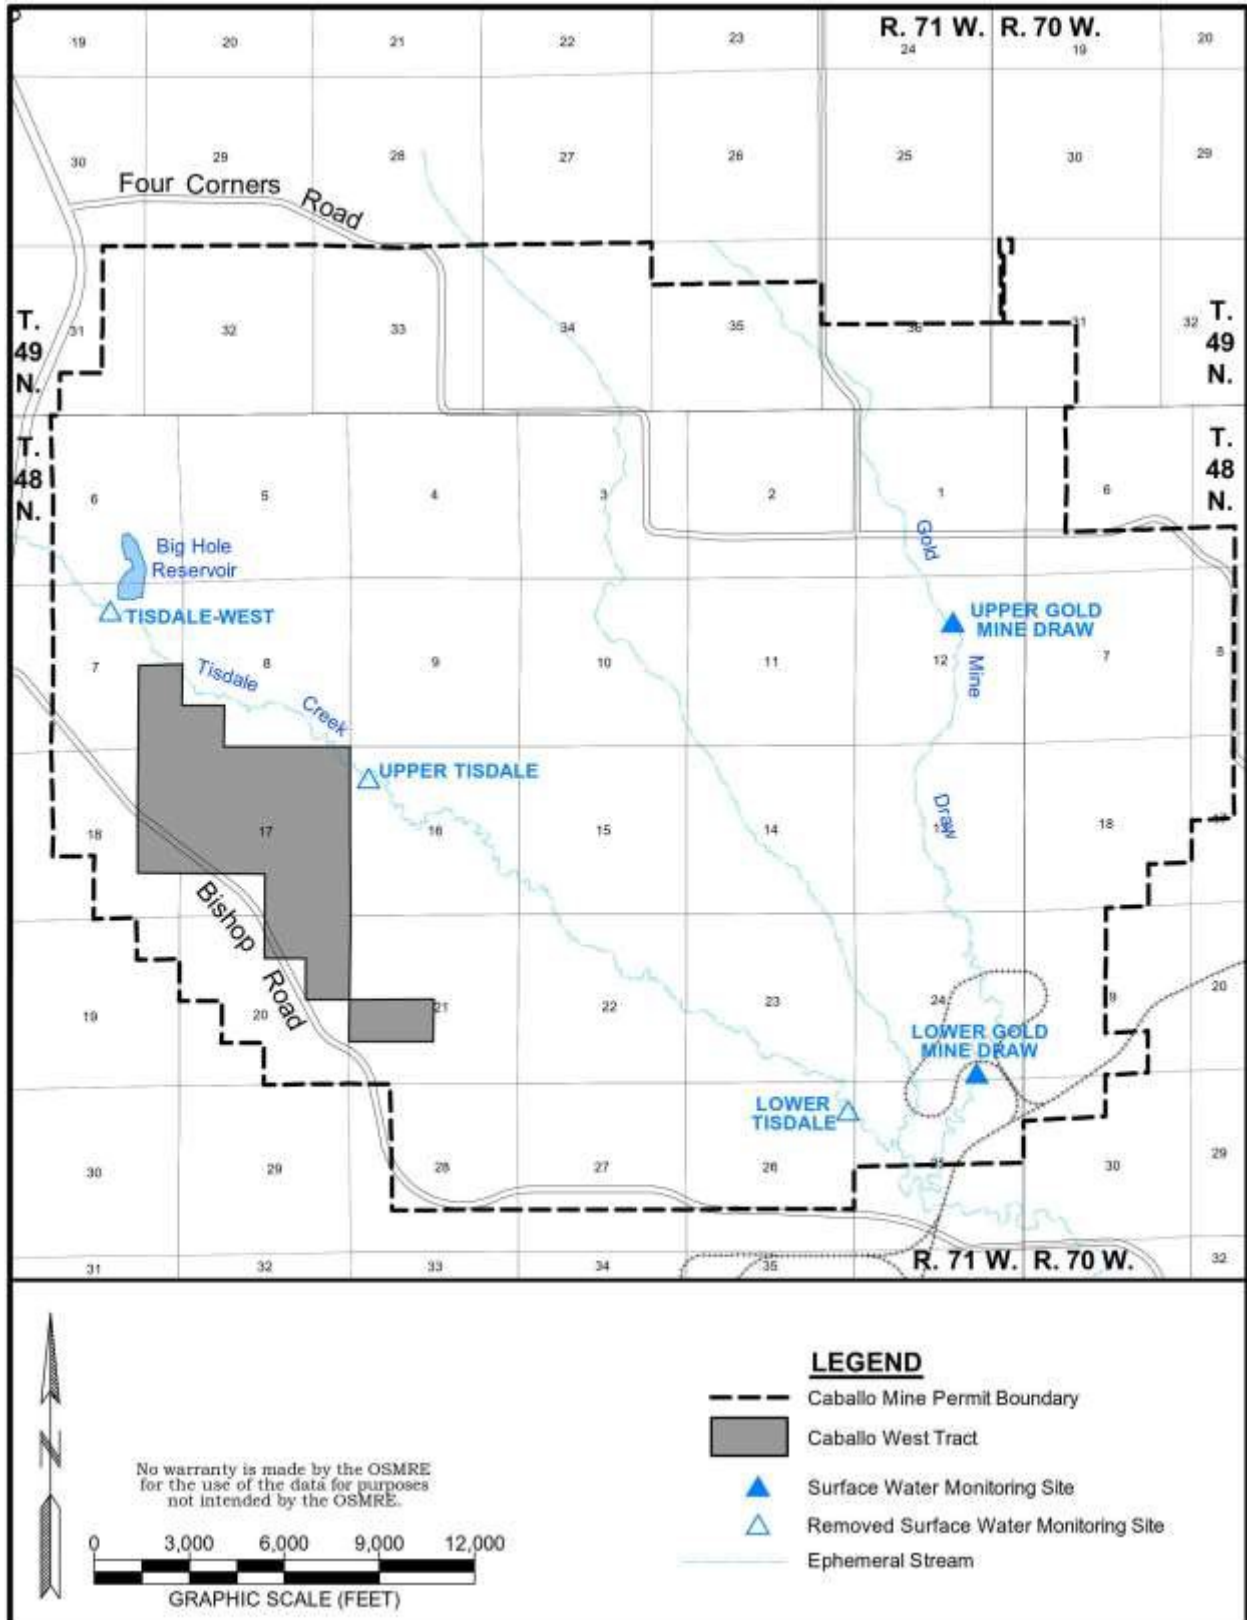 R. 71 W. R. 70 W.
19 20 21 22 23 24 19 20
30 29 28 27 26 25 30 29
Four Corners Road
T. 49 N.
31 32 33 34 35 36 31 32
T. 49 N.
T. 48 N.
6 5 4 3 2 1 6
T. 48 N.
Gold
Big Hole
Reservoir
TISDALE-WEST
UPPER GOLD
MINE DRAW
7 8 9 10 11 12 7 8
Tisdale Creek
Mine
UPPER TISDALE
Draw
18 17 16 15 14 13 18 17
Bishop Road
19 20 21 22 23 24 19 20
LOWER GOLD
MINE DRAW
LOWER
TISDALE
30 29 28 27 26 25 30 29
R. 71 W. R. 70 W.
31 32 33 34 35 32
N
No warranty is made by the OSMRE
for the use of the data for purposes
not intended by the OSMRE.
0 3,000 6,000 9,000 12,000
GRAPHIC SCALE (FEET)
LEGEND
Caballo Mine Permit Boundary
Caballo West Tract
Surface Water Monitoring Site
Removed Surface Water Monitoring Site
Ephemeral Stream